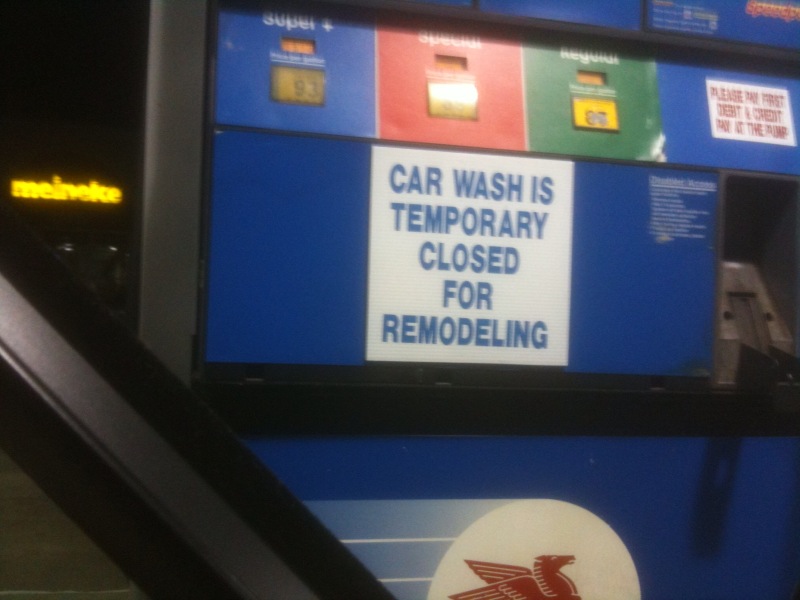 Super +
Special
Regular
93
PLEASE PAY FIRST
DEBIT & CREDIT
PAY AT THE PUMP
meineke
CAR WASH IS
TEMPORARY
CLOSED
FOR
REMODELING